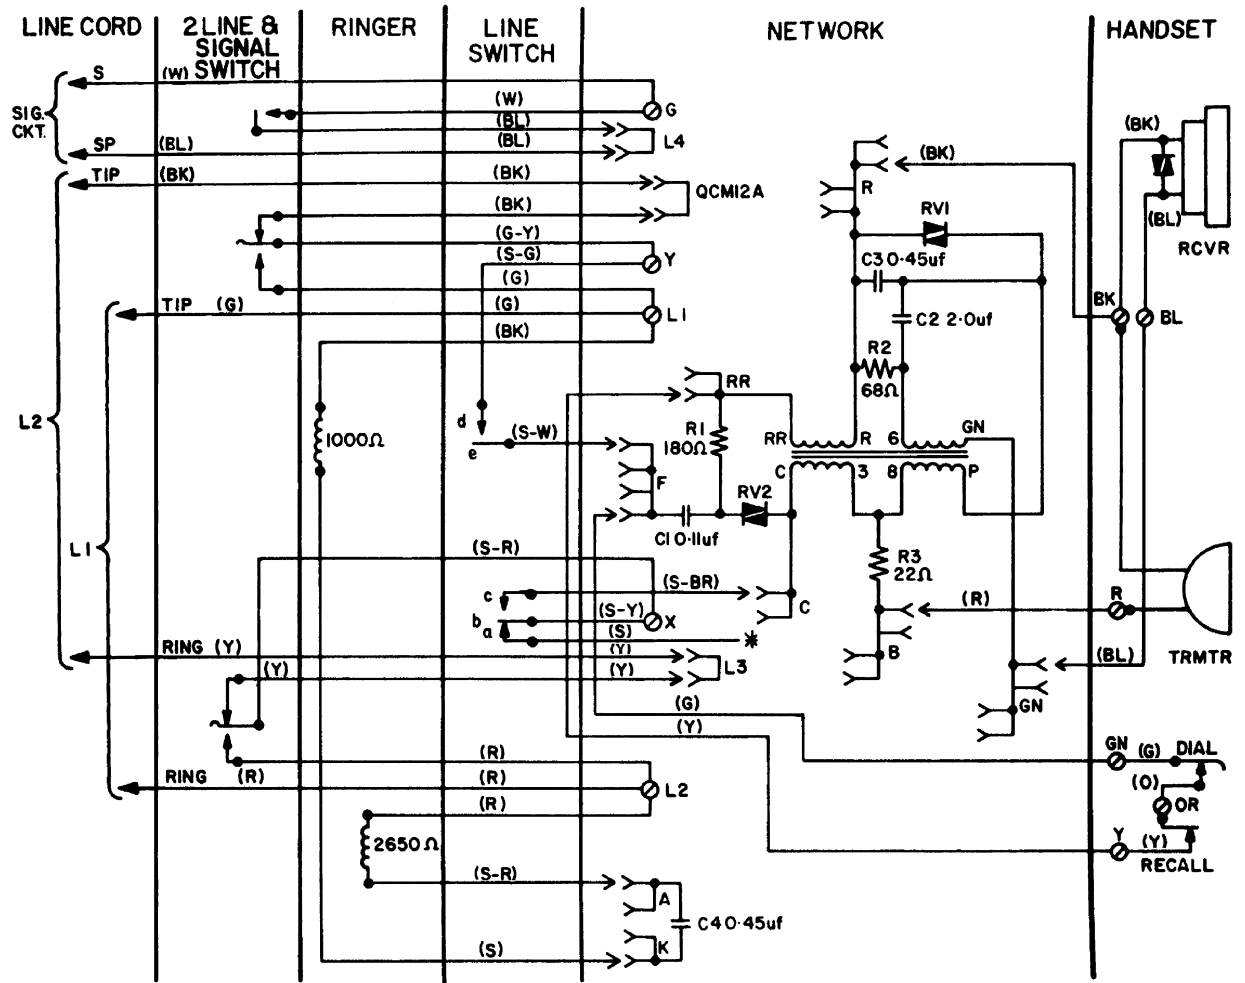 LINE CORD
2 LINE &
SIGNAL
SWITCH
RINGER
LINE
SWITCH
NETWORK
HANDSET
S
(W)
SIG.
CKT.
(W)
G
(BL)
SP
(BL)
(BL)
L4
TIP
(BK)
(BK)
QCM12A
(BK)
(G-Y)
(S-G)
Y
(G)
TIP
(G)
(G)
L1
(BK)
(BK)
R
RV1
C3 0.45uf
C2 2.0uf
R2
68Ω
(BK)
(BL)
RCVR
BK
BL
L2
1000Ω
d
e
(S-W)
RR
R1
180Ω
F
RR
R
6
GN
C
3
8
P
RV2
C1 0.11uf
L1
(S-R)
R3
22Ω
c
(S-BR)
C
b
(S-Y)
X
a
(S)
*
(R)
R
B
TRMTR
RING
(Y)
(Y)
L3
(Y)
(Y)
(BL)
GN
(G)
(Y)
GN
(G)
DIAL
(R)
RING
(R)
(R)
L2
(R)
(O)
OR
Y
(Y)
RECALL
2650Ω
(S-R)
A
C4 0.45uf
K
(S)